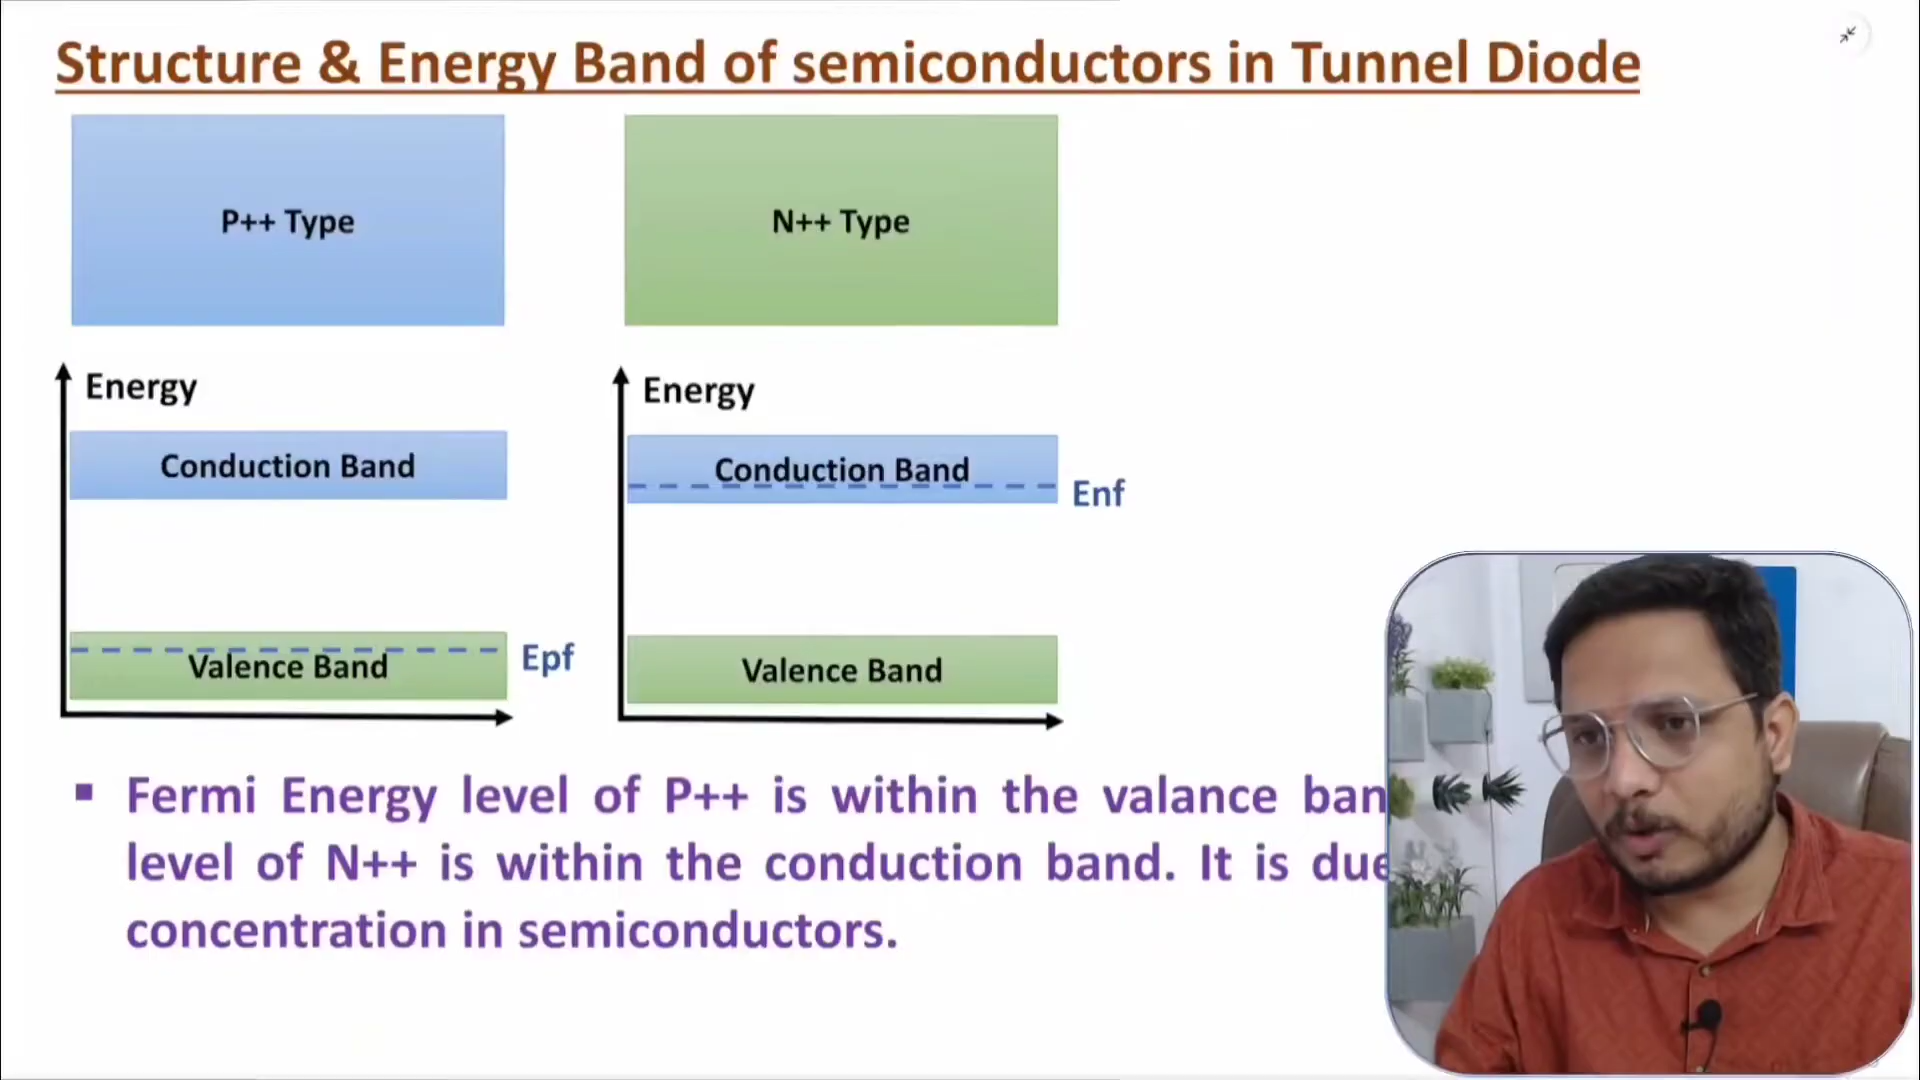 Structure & Energy Band of semiconductors in Tunnel Diode
P++ Type
N++ Type
Energy
Conduction Band
Valence Band
Epf
Energy
Conduction Band
Enf
Valence Band
▪ Fermi Energy level of P++ is within the valance
level of N++ is within the conduction band. It is
concentration in semiconductors.